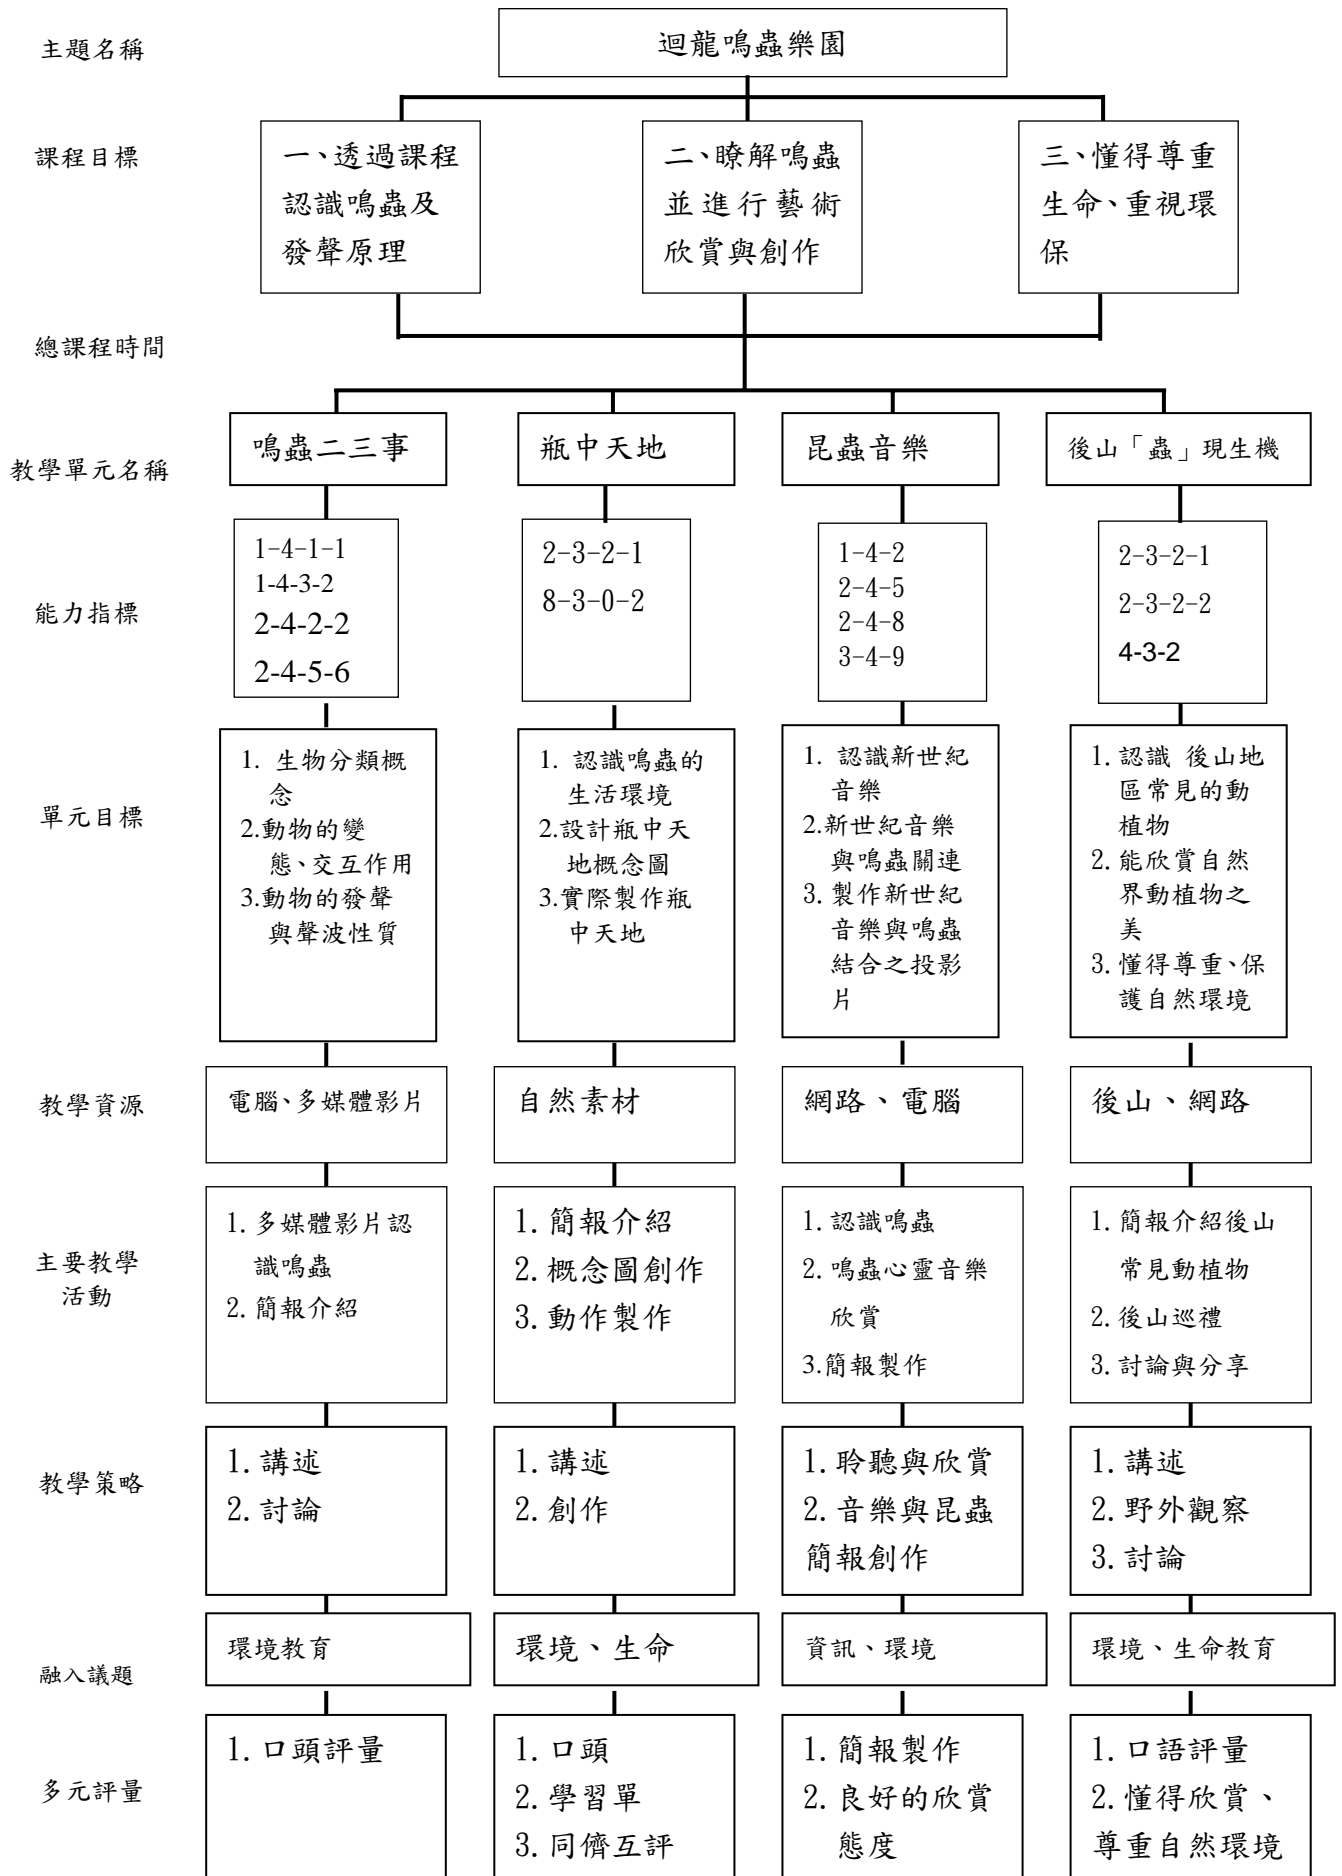 主題名稱
迴龍鳴蟲樂園
課程目標
一、透過課程
認識鳴蟲及
發聲原理
二、瞭解鳴蟲
並進行藝術
欣賞與創作
三、懂得尊重
生命、重視環
保
總課程時間
教學單元名稱
鳴蟲二三事
瓶中天地
昆蟲音樂
後山「蟲」現生機
能力指標
1-4-1-1
1-4-3-2
2-4-2-2
2-4-5-6
2-3-2-1
8-3-0-2
1-4-2
2-4-5
2-4-8
3-4-9
2-3-2-1
2-3-2-2
4-3-2
單元目標
1. 生物分類概
念
2.動物的變
態、交互作用
3.動物的發聲
與聲波性質
1. 認識鳴蟲的
生活環境
2.設計瓶中天
地概念圖
3.實際製作瓶
中天地
1. 認識新世紀
音樂
2.新世紀音樂
與鳴蟲關連
3. 製作新世紀
音樂與鳴蟲
結合之投影
片
1. 認識 後山地
區常見的動
植物
2. 能欣賞自然
界動植物之
美
3. 懂得尊重、保
護自然環境
教學資源
電腦、多媒體影片
自然素材
網路、電腦
後山、網路
主要教學
活動
1. 多媒體影片認
識鳴蟲
2. 簡報介紹
1. 簡報介紹
2. 概念圖創作
3. 動作製作
1. 認識鳴蟲
2. 鳴蟲心靈音樂
欣賞
3.簡報製作
1. 簡報介紹後山
常見動植物
2. 後山巡禮
3. 討論與分享
教學策略
1. 講述
2. 討論
1. 講述
2. 創作
1. 聆聽與欣賞
2. 音樂與昆蟲
簡報創作
1. 講述
2. 野外觀察
3. 討論
融入議題
環境教育
環境、生命
資訊、環境
環境、生命教育
多元評量
1. 口頭評量
1. 口頭
2. 學習單
3. 同儕互評
1. 簡報製作
2. 良好的欣賞
態度
1. 口語評量
2. 懂得欣賞、
尊重自然環境